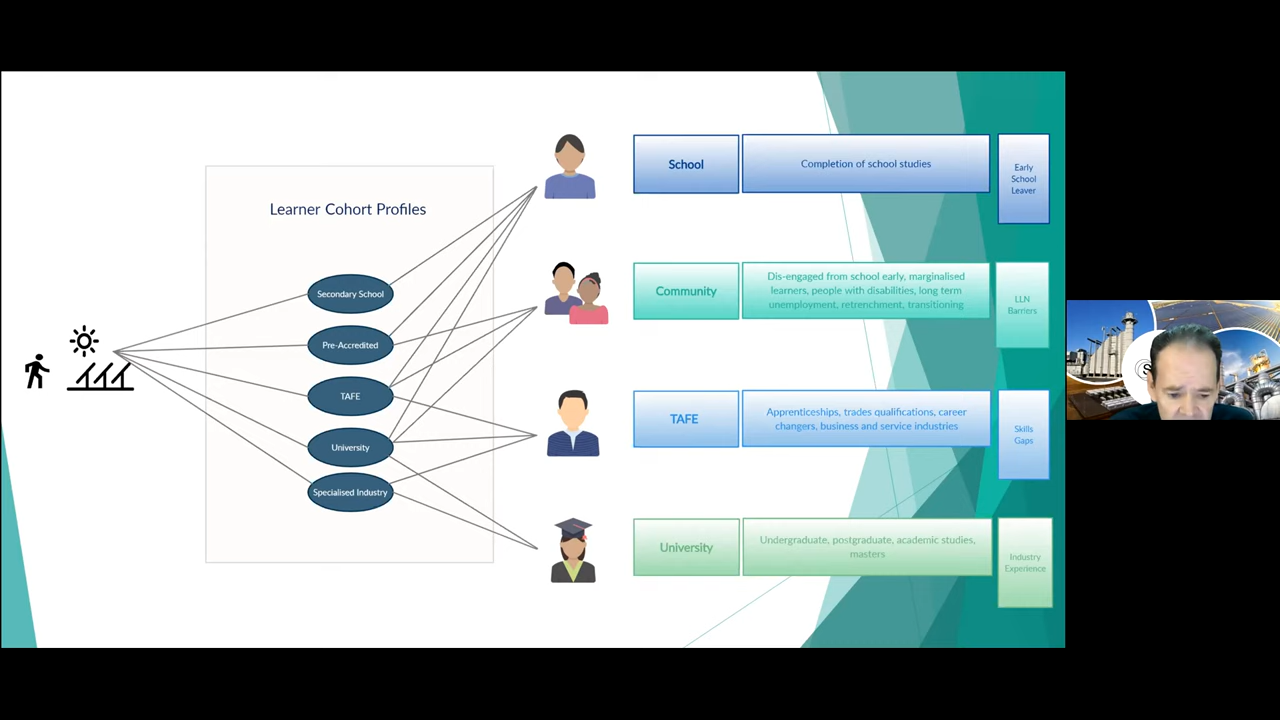 Learner Cohort Profiles
Secondary School
Pre-Accredited
TAFE
University
Specialised Industry
School
Completion of school studies
Early
School
Leaver
Community
Dis-engaged from school early, marginalised
learners, people with disabilities, long term
unemployment, retrenchment, transitioning
LLN
Barriers
TAFE
Apprenticeships, trades qualifications, career
changers, business and service industries
Skills
Gaps
University
Undergraduate, postgraduate, academic studies,
masters
Industry
Experience